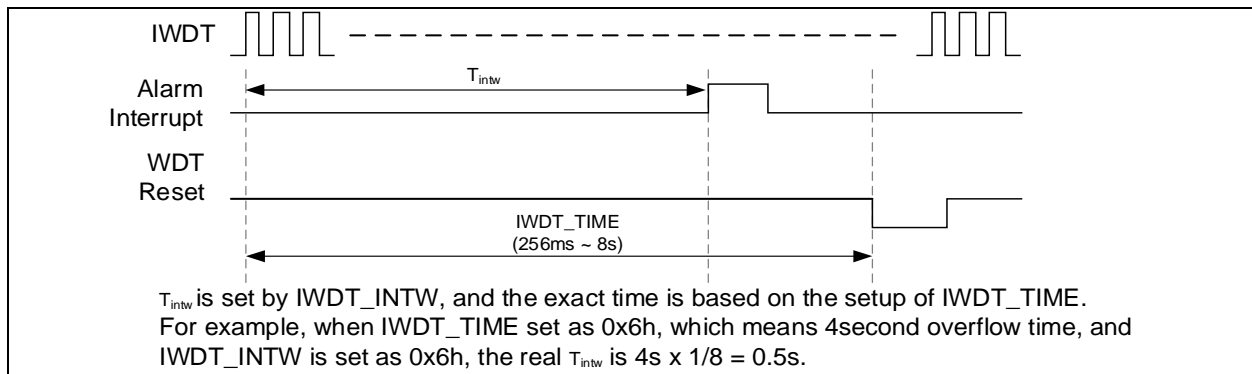 IWDT
T intw
Alarm
Interrupt
WDT
Reset
IWDT_TIME
(256ms ~ 8s)
T intw is set by IWDT_INTW, and the exact time is based on the setup of IWDT_TIME.
For example, when IWDT_TIME set as 0x6h, which means 4second overflow time, and
IWDT_INTW is set as 0x6h, the real T intw is 4s x 1/8 = 0.5s.